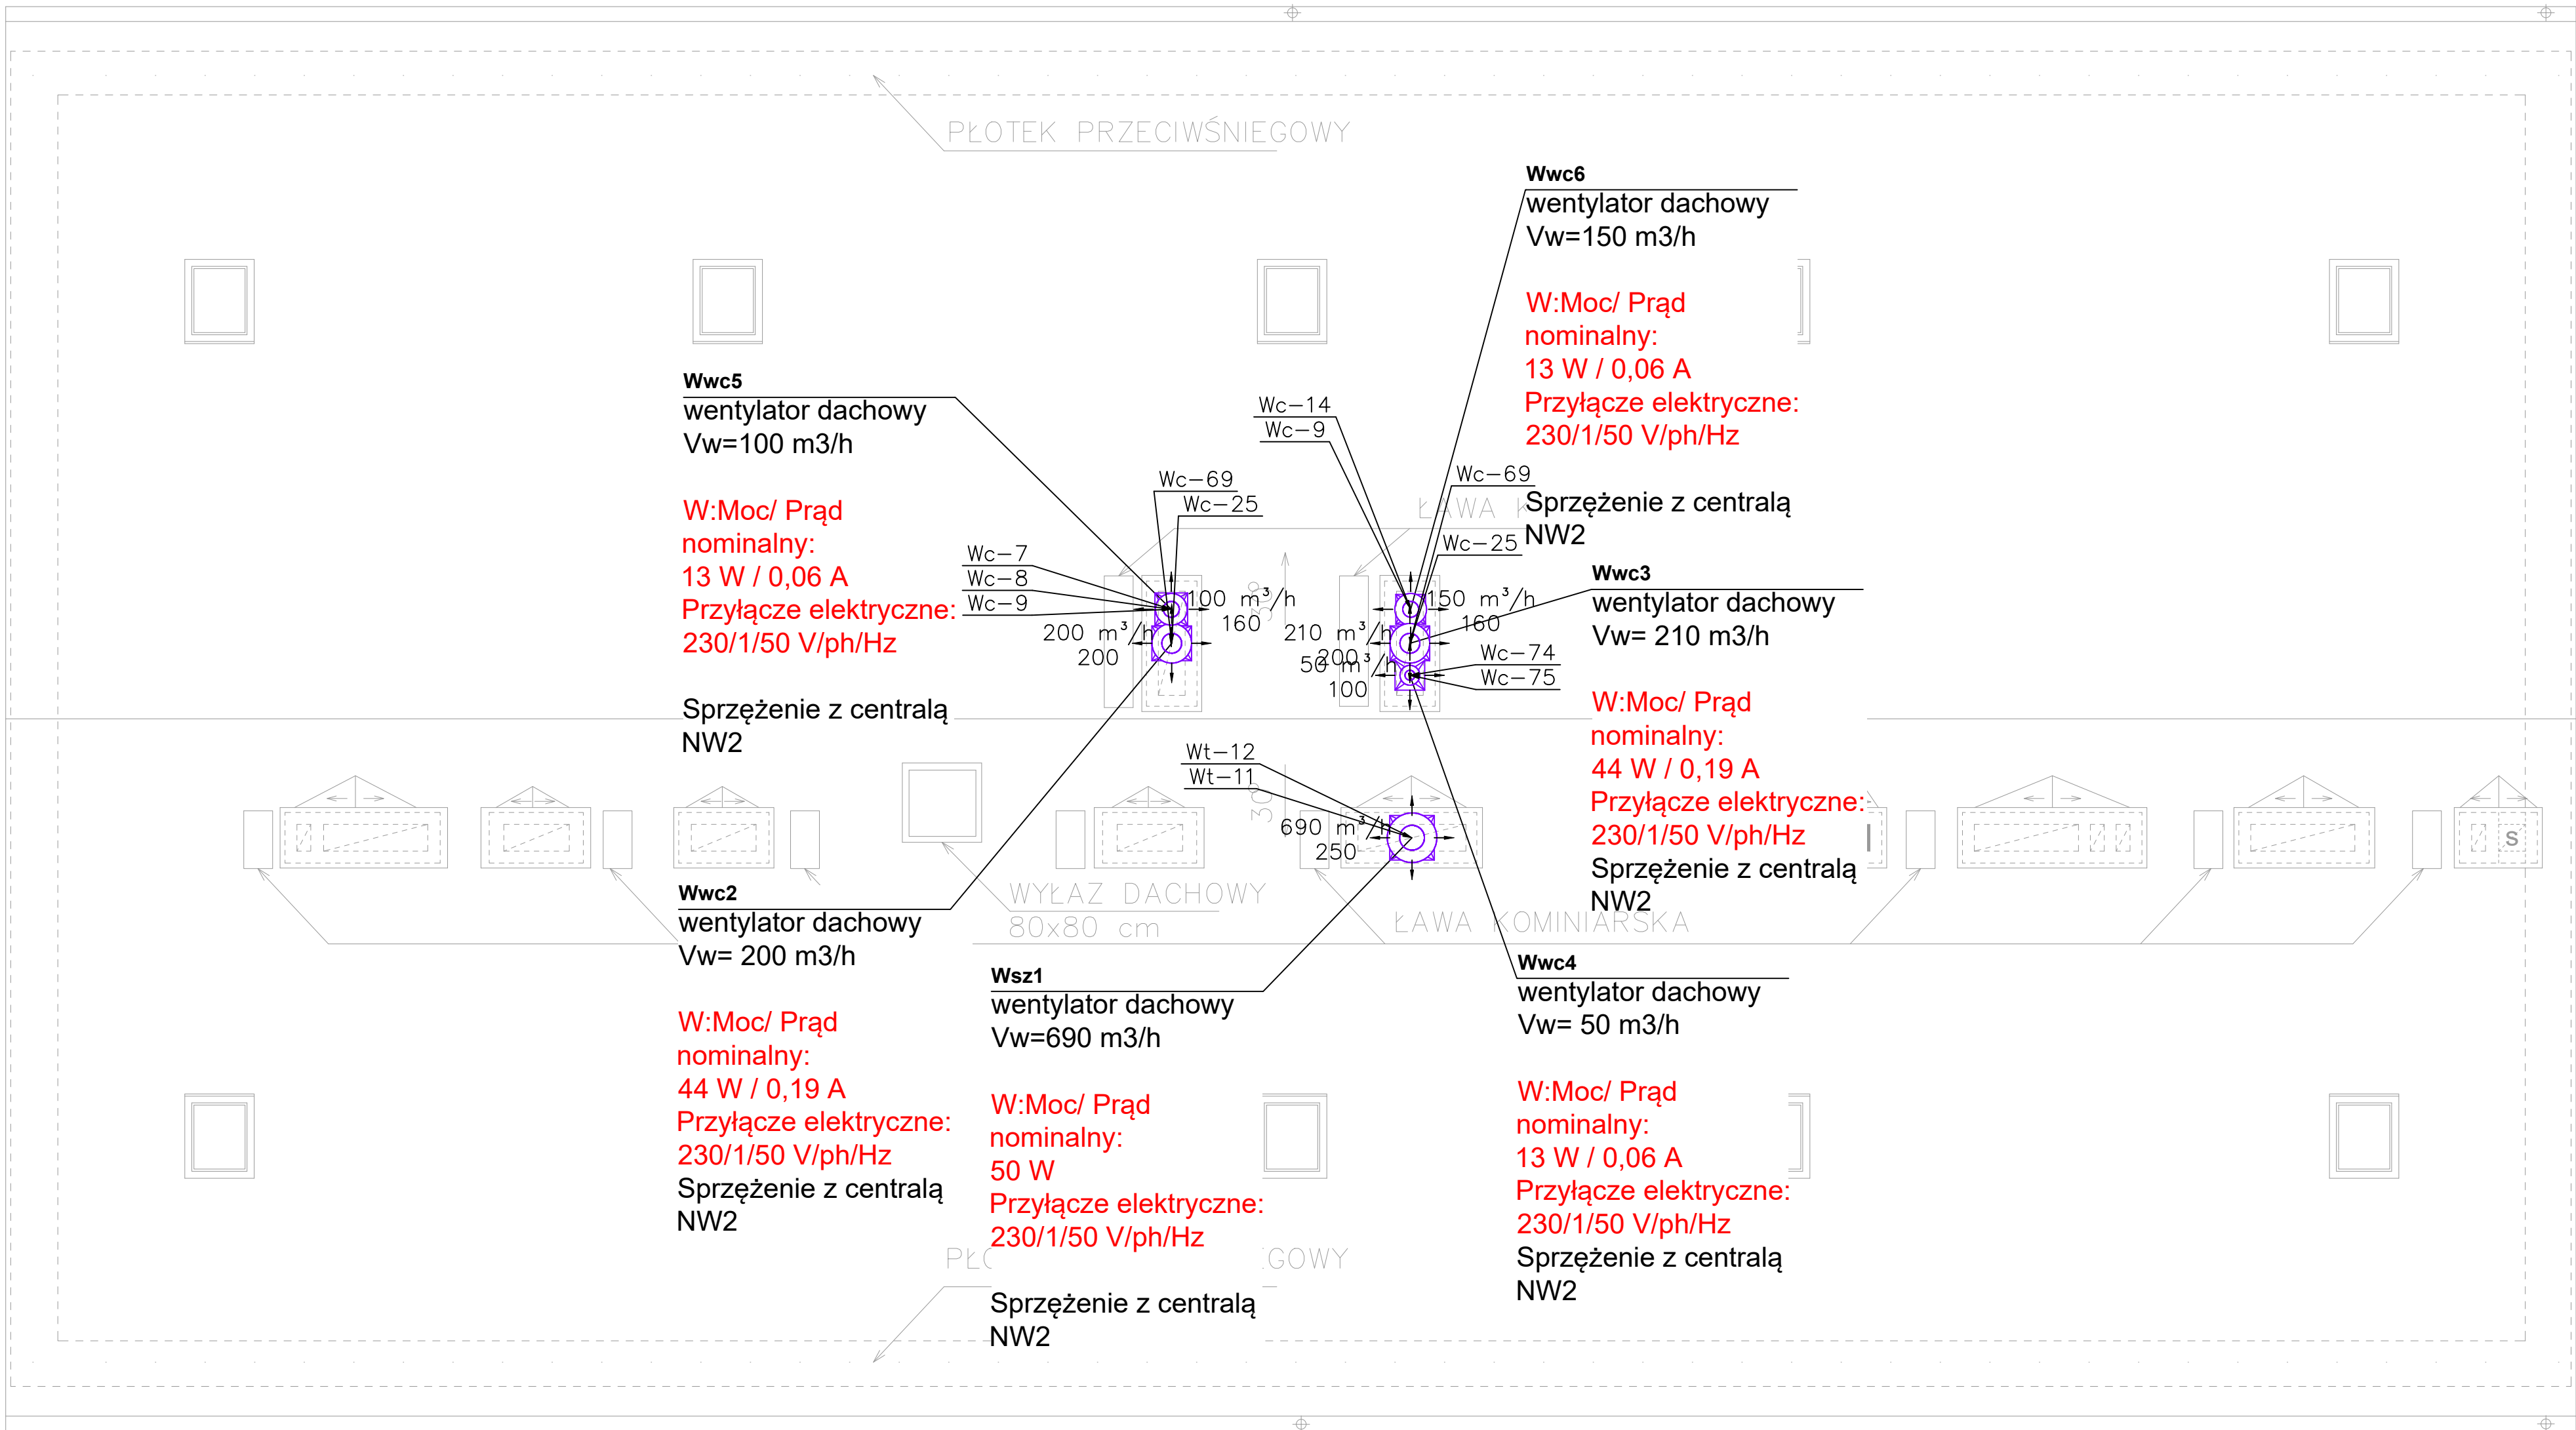 PŁOTEK PRZECIWŚNIEGOWY
Wwc6
wentylator dachowy
Vw=150 m3/h
W:Moc/ Prąd
nominalny:
13 W / 0,06 A
Przyłącze elektryczne:
230/1/50 V/ph/Hz
Sprzężenie z centralą
NW2
Wwc5
wentylator dachowy
Vw=100 m3/h
W:Moc/ Prąd
nominalny:
13 W / 0,06 A
Przyłącze elektryczne:
230/1/50 V/ph/Hz
Sprzężenie z centralą
NW2
Wc-14
Wc-9
Wc-69
Wc-25
Wc-7
Wc-8
Wc-9
100 m³/h
160
200 m³/h
200
30°
ŁAWA K
Wc-69
Wc-25
150 m³/h
160
210 m³/h
200
50 m³/h
100
Wc-74
Wc-75
Wwc3
wentylator dachowy
Vw= 210 m3/h
W:Moc/ Prąd
nominalny:
44 W / 0,19 A
Przyłącze elektryczne:
230/1/50 V/ph/Hz
Sprzężenie z centralą
NW2
Wt-12
Wt-11
30°
690 m³/h
250
S
WYŁAZ DACHOWY
80x80 cm
ŁAWA KOMINIARSKA
Wwc2
wentylator dachowy
Vw= 200 m3/h
W:Moc/ Prąd
nominalny:
44 W / 0,19 A
Przyłącze elektryczne:
230/1/50 V/ph/Hz
Sprzężenie z centralą
NW2
Wsz1
wentylator dachowy
Vw=690 m3/h
W:Moc/ Prąd
nominalny:
50 W
Przyłącze elektryczne:
230/1/50 V/ph/Hz
Sprzężenie z centralą
NW2
Wwc4
wentylator dachowy
Vw= 50 m3/h
W:Moc/ Prąd
nominalny:
13 W / 0,06 A
Przyłącze elektryczne:
230/1/50 V/ph/Hz
Sprzężenie z centralą
NW2